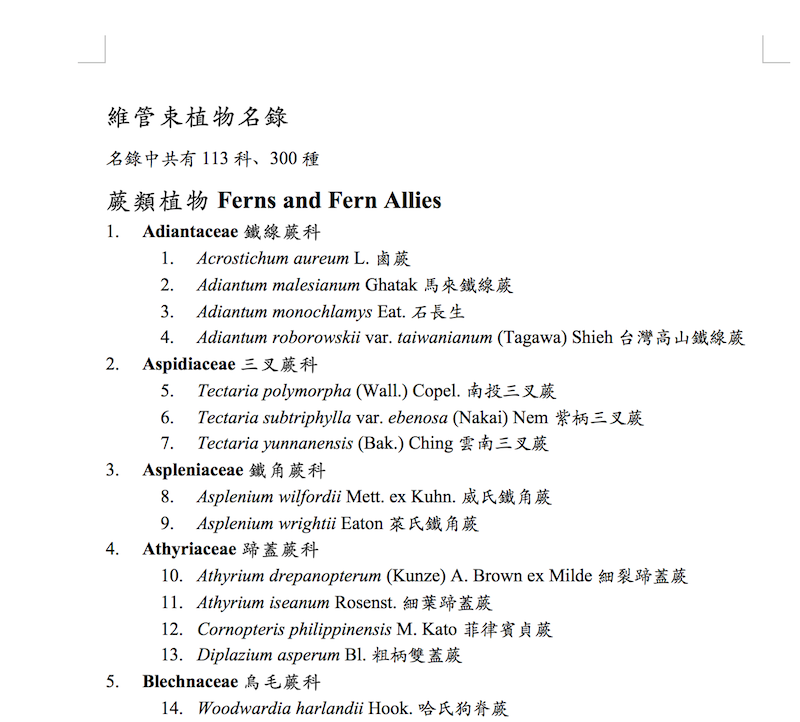 維管束植物名錄
名錄中共有 113 科、300 種
蕨類植物 Ferns and Fern Allies
1. Adiantaceae 鐵線蕨科
1. Acrostichum aureum L. 鹵蕨
2. Adiantum malesianum Ghatak 馬來鐵線蕨
3. Adiantum monochlamys Eat. 石長生
4. Adiantum roborowskii var. taiwanianum (Tagawa) Shieh 台灣高山鐵線蕨
2. Aspidiaceae 三叉蕨科
5. Tectaria polymorpha (Wall.) Copel. 南投三叉蕨
6. Tectaria subtriphylla var. ebenosa (Nakai) Nem 紫柄三叉蕨
7. Tectaria yunnanensis (Bak.) Ching 雲南三叉蕨
3. Aspleniaceae 鐵角蕨科
8. Asplenium wilfordii Mett. ex Kuhn. 威氏鐵角蕨
9. Asplenium wrightii Eaton 萊氏鐵角蕨
4. Athyriaceae 蹄蓋蕨科
10. Athyrium drepanopterum (Kunze) A. Brown ex Milde 細裂蹄蓋蕨
11. Athyrium iseanum Rosenst. 細葉蹄蓋蕨
12. Cornopteris philippinensis M. Kato 菲律賓貞蕨
13. Diplazium asperum Bl. 粗柄雙蓋蕨
5. Blechnaceae 烏毛蕨科
14. Woodwardia harlandii Hook. 哈氏狗脊蕨